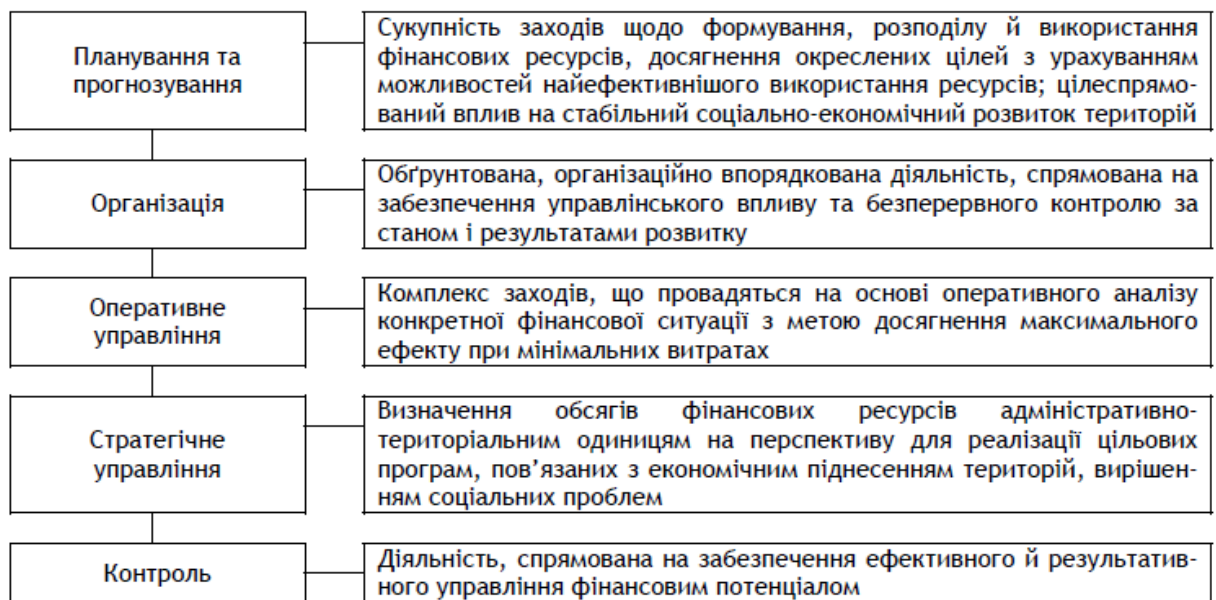 Планування та
прогнозування
Сукупність заходів щодо формування, розподілу й використання
фінансових ресурсів, досягнення окреслених цілей з урахуванням
можливостей найефективнішого використання ресурсів; цілеспрямо-
ваний вплив на стабільний соціально-економічний розвиток територій
Організація
Обґрунтована, організаційно впорядкована діяльність, спрямована на
забезпечення управлінського впливу та безперервного контролю за
станом і результатами розвитку
Оперативне
управління
Комплекс заходів, що провадяться на основі оперативного аналізу
конкретної фінансової ситуації з метою досягнення максимального
ефекту при мінімальних витратах
Стратегічне
управління
Визначення обсягів фінансових ресурсів адміністративно-
територіальним одиницям на перспективу для реалізації цільових
програм, пов’язаних з економічним піднесенням територій, вирішен-
ням соціальних проблем
Контроль
Діяльність, спрямована на забезпечення ефективного й результатив-
ного управління фінансовим потенціалом